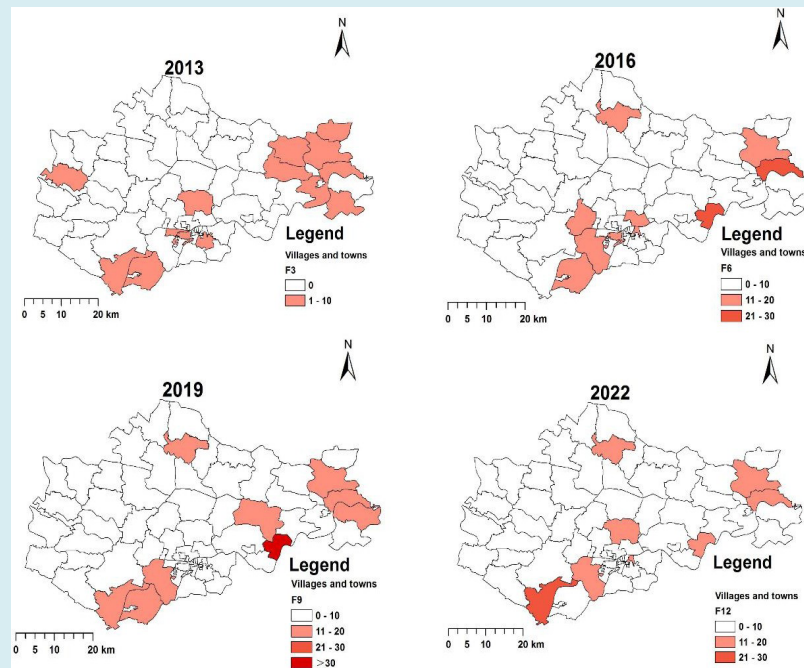 N
2013
Legend
Villages and towns
F3
0
1 - 10
0 5 10 20 km
N
2016
Legend
Villages and towns
F6
0 - 10
11 - 20
21 - 30
0 5 10 20 km
N
2019
Legend
Villages and towns
F9
0 - 10
11 - 20
21 - 30
>30
0 5 10 20 km
N
2022
Legend
Villages and towns
F12
0 - 10
11 - 20
21 - 30
0 5 10 20 km